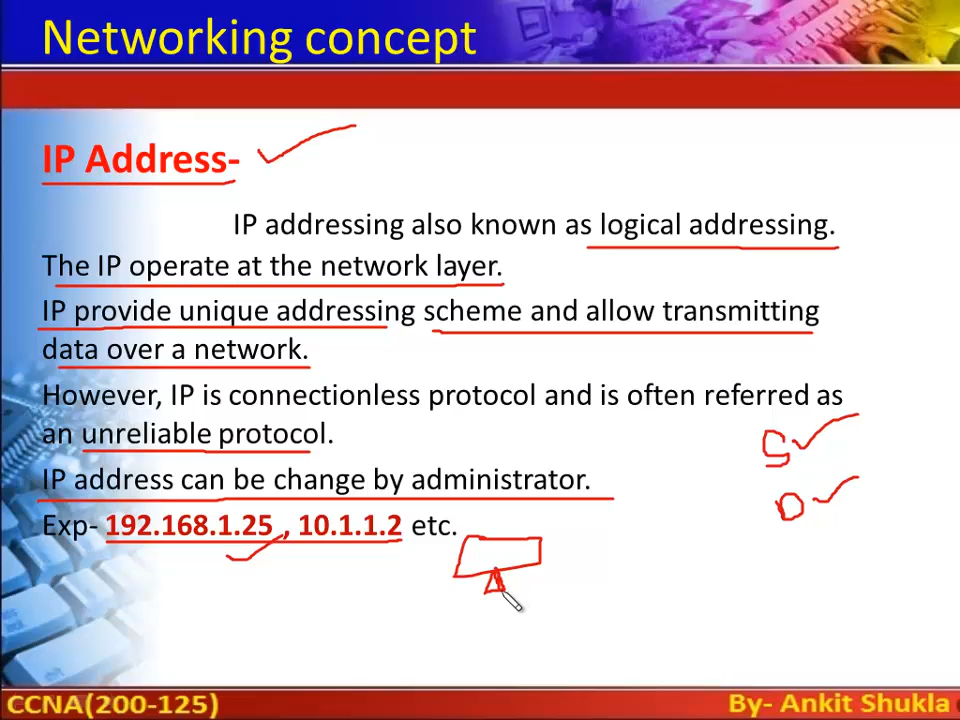 Networking concept
IP Address-
IP addressing also known as logical addressing.
The IP operate at the network layer.
IP provide unique addressing scheme and allow transmitting
data over a network.
However, IP is connectionless protocol and is often referred as
an unreliable protocol.
S
IP address can be change by administrator.
D
Exp- 192.168.1.25 , 10.1.1.2 etc.
CCNA(200-125)
By- Ankit Shukla